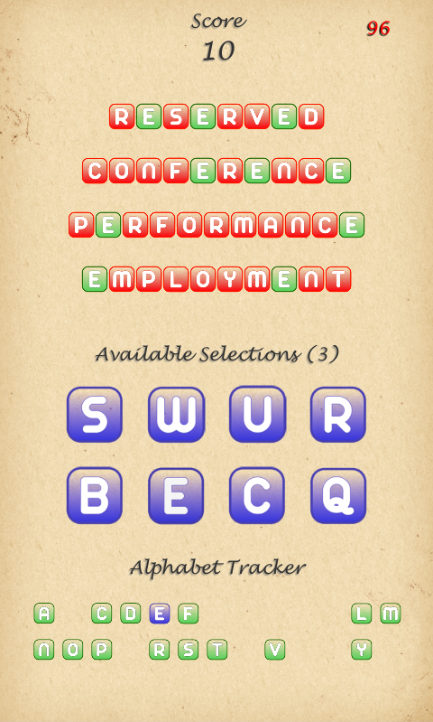 Score
96
10
RESERVED
CONFERENCE
PERFORMANCE
EMPLOYMENT
Available Selections (3)
S W U R
B E C Q
Alphabet Tracker
A C D E F L M
N O P R S T V Y